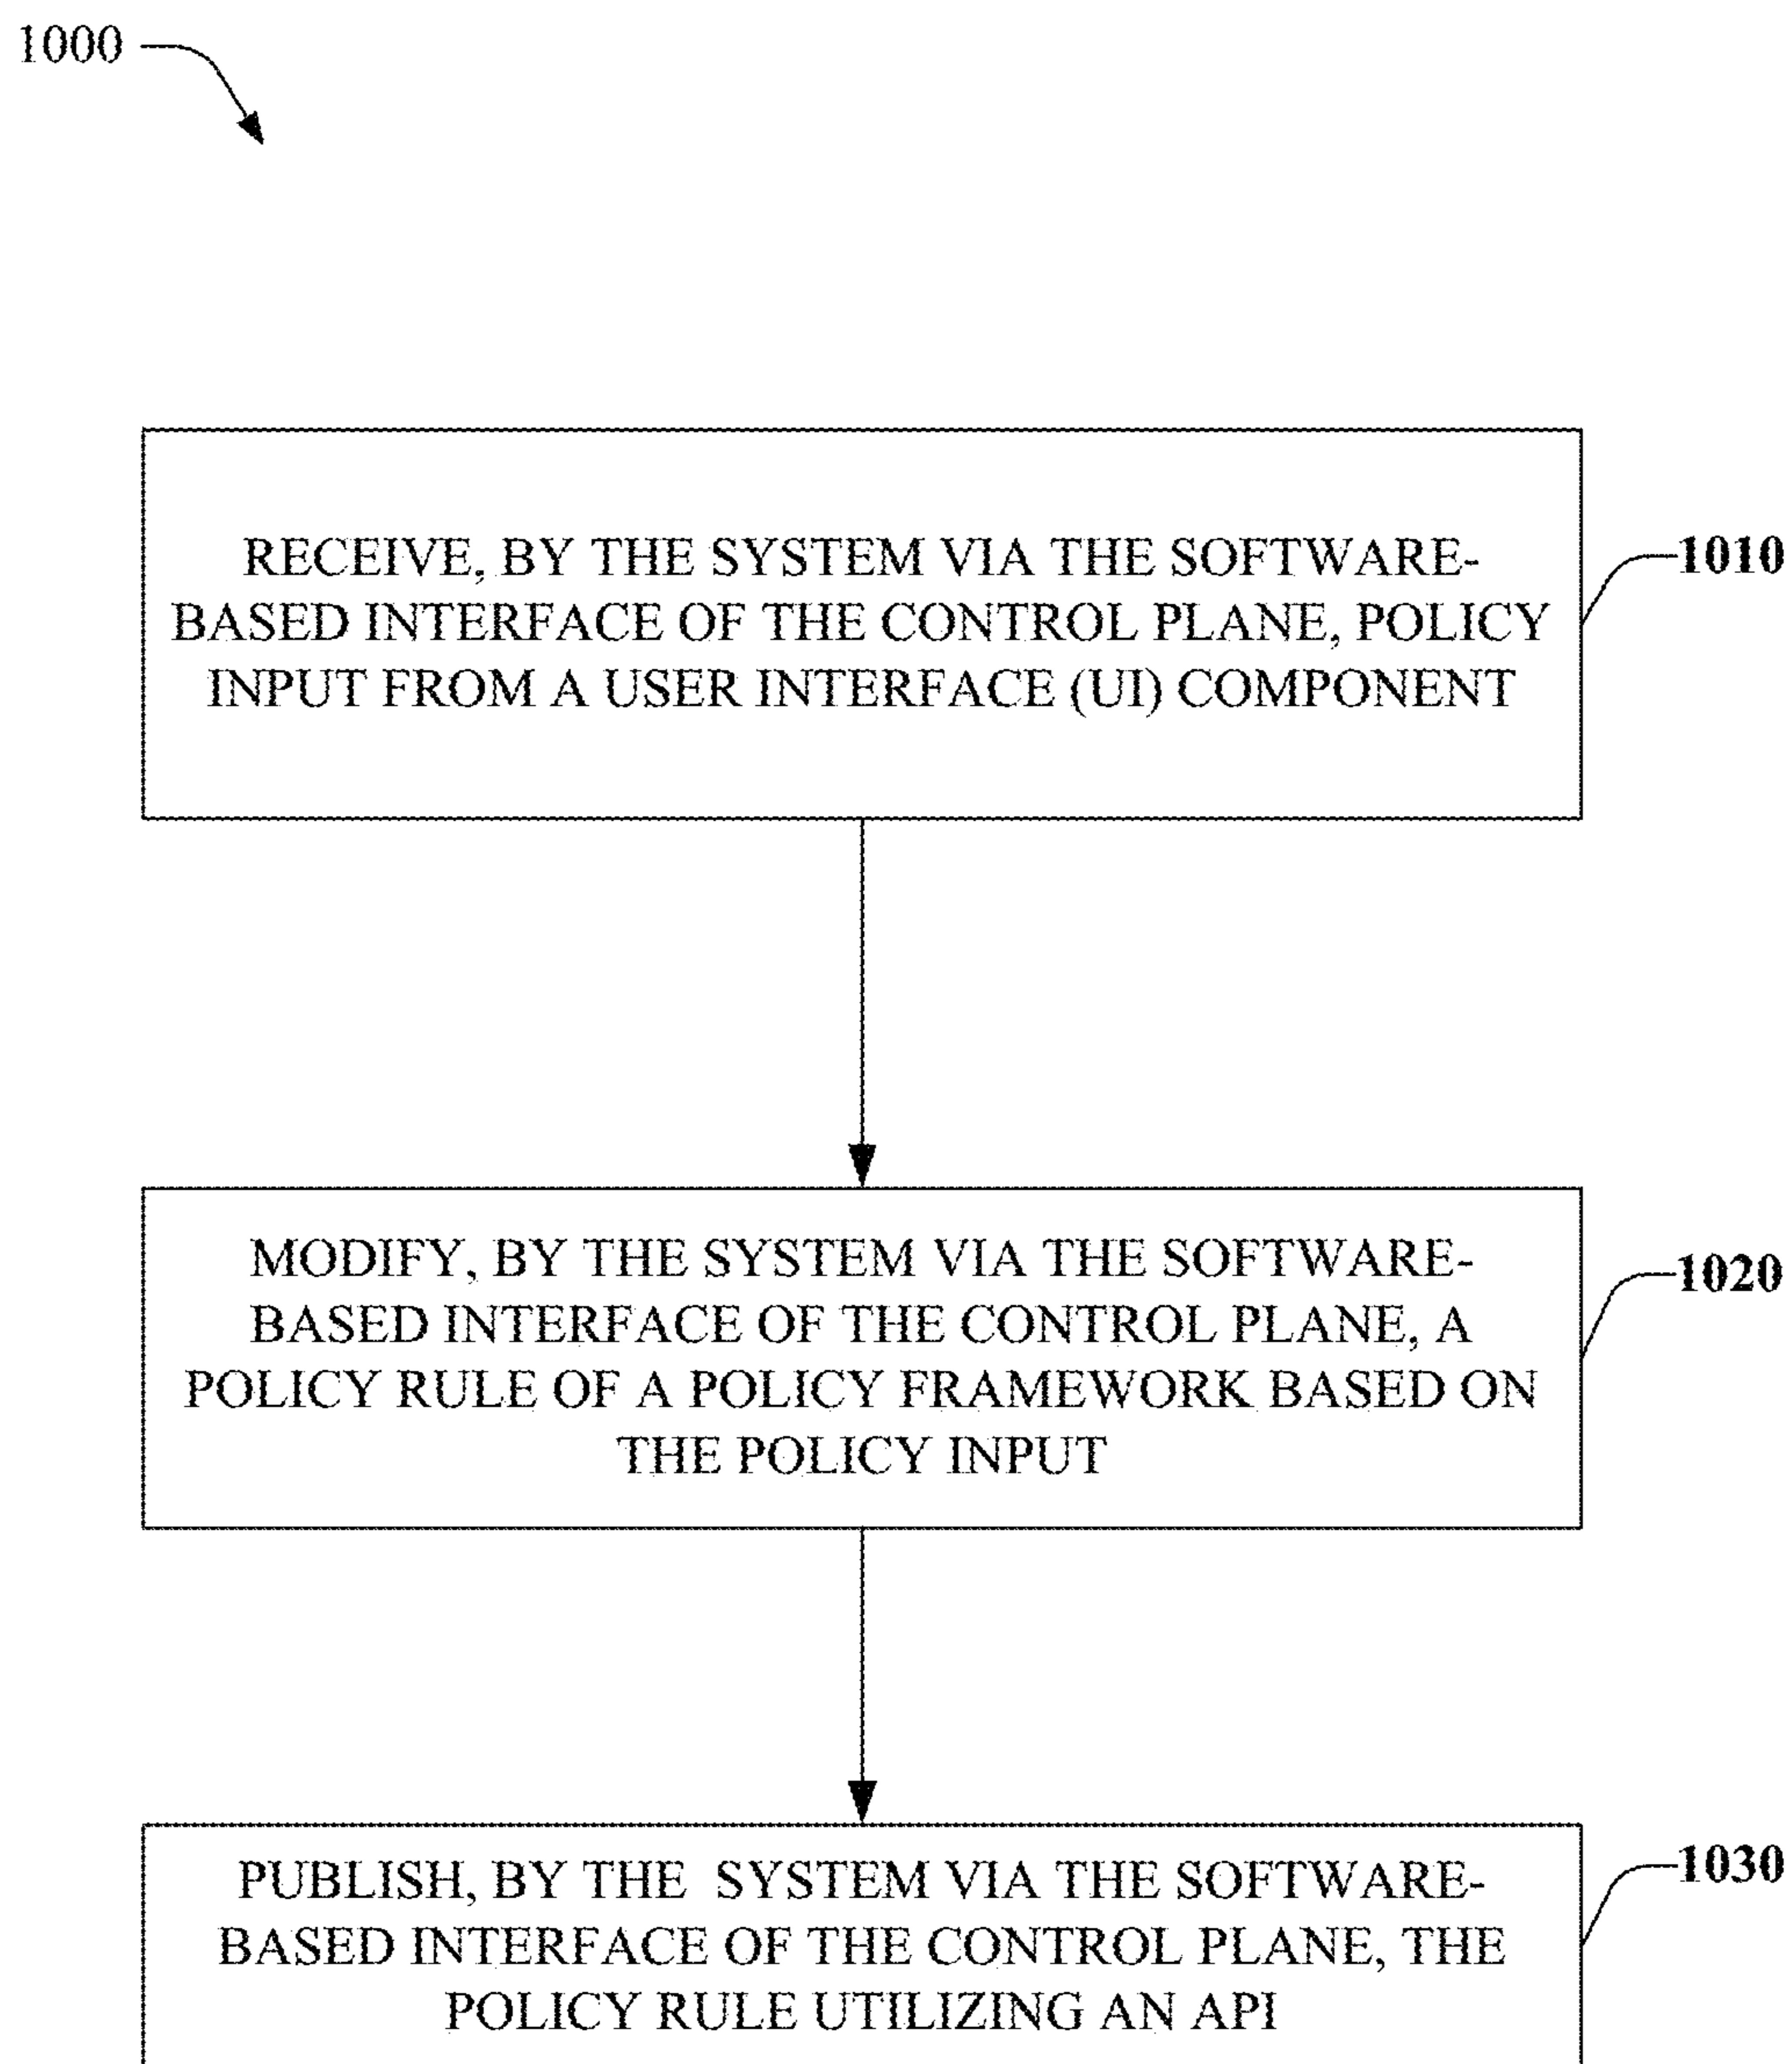 1000
RECEIVE, BY THE SYSTEM VIA THE SOFTWARE-
BASED INTERFACE OF THE CONTROL PLANE, POLICY
INPUT FROM A USER INTERFACE (UI) COMPONENT
1010
MODIFY, BY THE SYSTEM VIA THE SOFTWARE-
BASED INTERFACE OF THE CONTROL PLANE, A
POLICY RULE OF A POLICY FRAMEWORK BASED ON
THE POLICY INPUT
1020
PUBLISH, BY THE SYSTEM VIA THE SOFTWARE-
BASED INTERFACE OF THE CONTROL PLANE, THE
POLICY RULE UTILIZING AN API
1030